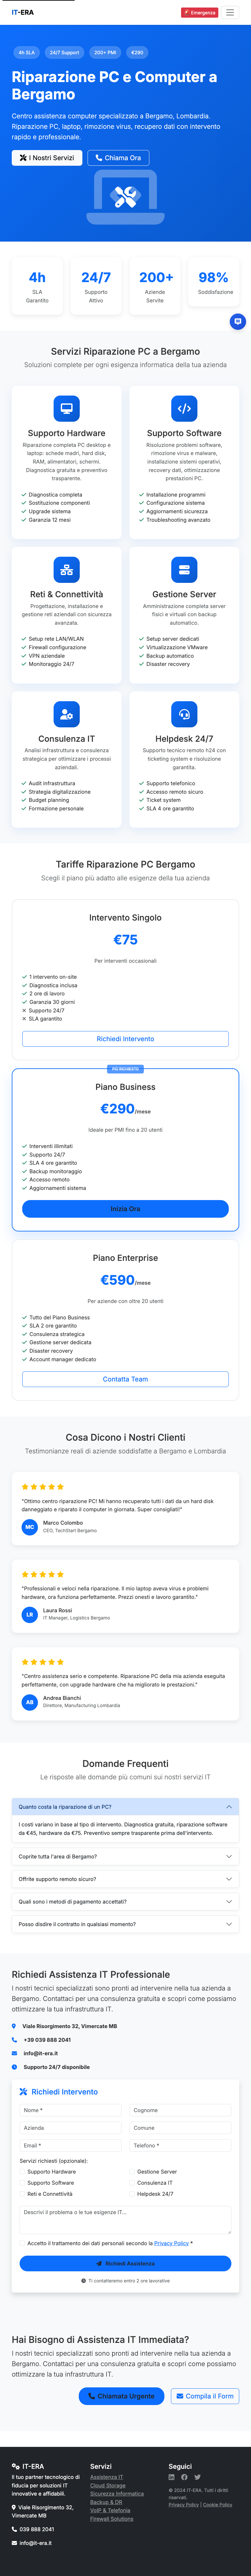 IT-ERA
Emergenza
4h SLA
24/7 Support
200+ PMI
€290
Riparazione PC e Computer a
Bergamo
Centro assistenza computer specializzato a Bergamo, Lombardia.
Riparazione PC, laptop, rimozione virus, recupero dati con intervento
rapido e professionale.
I Nostri Servizi
Chiama Ora
4h
SLA
Garantito
24/7
Supporto
Attivo
200+
Aziende
Servite
98%
Soddisfazione
Servizi Riparazione PC a Bergamo
Soluzioni complete per ogni esigenza informatica della tua azienda
Supporto Hardware
Riparazione completa PC desktop e
laptop: schede madri, hard disk,
RAM, alimentatori, schermi.
Diagnostica gratuita e preventivo
trasparente.
Diagnostica completa
Sostituzione componenti
Upgrade sistema
Garanzia 12 mesi
Supporto Software
Risoluzione problemi software,
rimozione virus e malware,
installazione sistemi operativi,
recovery dati, ottimizzazione
prestazioni PC.
Installazione programmi
Configurazione sistema
Aggiornamenti sicurezza
Troubleshooting avanzato
Reti & Connettività
Progettazione, installazione e
gestione reti aziendali con sicurezza
avanzata.
Setup rete LAN/WLAN
Firewall configurazione
VPN aziendale
Monitoraggio 24/7
Gestione Server
Amministrazione completa server
fisici e virtuali con backup
automatico.
Setup server dedicati
Virtualizzazione VMware
Backup automatico
Disaster recovery
Consulenza IT
Analisi infrastruttura e consulenza
strategica per ottimizzare i processi
aziendali.
Audit infrastruttura
Strategia digitalizzazione
Budget planning
Formazione personale
Helpdesk 24/7
Supporto tecnico remoto h24 con
ticketing system e risoluzione
garantita.
Supporto telefonico
Accesso remoto sicuro
Ticket system
SLA 4 ore garantito
Tariffe Riparazione PC Bergamo
Scegli il piano più adatto alle esigenze della tua azienda
Intervento Singolo
€75
Per interventi occasionali
1 intervento on-site
Diagnostica inclusa
2 ore di lavoro
Garanzia 30 giorni
Supporto 24/7
SLA garantito
Richiedi Intervento
PIÙ RICHIESTO
Piano Business
€290/mese
Ideale per PMI fino a 20 utenti
Interventi illimitati
Supporto 24/7
SLA 4 ore garantito
Backup monitoraggio
Accesso remoto
Aggiornamenti sistema
Inizia Ora
Piano Enterprise
€590/mese
Per aziende con oltre 20 utenti
Tutto del Piano Business
SLA 2 ore garantito
Consulenza strategica
Gestione server dedicata
Disaster recovery
Account manager dedicato
Contatta Team
Cosa Dicono i Nostri Clienti
Testimonianze reali di aziende soddisfatte a Bergamo e Lombardia
"Ottimo centro riparazione PC! Mi hanno recuperato tutti i dati da un hard disk
danneggiato e riparato il computer in giornata. Super consigliati!"
MC
Marco Colombo
CEO, TechStart Bergamo
"Professionali e veloci nella riparazione. Il mio laptop aveva virus e problemi
hardware, ora funziona perfettamente. Prezzi onesti e lavoro garantito."
LR
Laura Rossi
IT Manager, Logistica Bergamo
"Centro assistenza serio e competente. Riparazione PC della mia azienda eseguita
perfettamente, con upgrade hardware che ha migliorato le prestazioni."
AB
Andrea Bianchi
Direttore, Manufacturing Lombardia
Domande Frequenti
Le risposte alle domande più comuni sui nostri servizi IT
Quanto costa la riparazione di un PC?
I costi variano in base al tipo di intervento. Diagnostica gratuita, riparazione software
da €45, hardware da €75. Preventivo sempre trasparente prima dell'intervento.
Coprite tutta l'area di Bergamo?
Offrite supporto remoto sicuro?
Quali sono i metodi di pagamento accettati?
Posso disdire il contratto in qualsiasi momento?
Richiedi Assistenza IT Professionale
I nostri tecnici specializzati sono pronti ad intervenire nella tua azienda a
Bergamo. Contattaci per una consulenza gratuita e scopri come possiamo
ottimizzare la tua infrastruttura IT.
Viale Risorgimento 32, Vimercate MB
+39 039 888 2041
info@it-era.it
Supporto 24/7 disponibile
Richiedi Intervento
Nome *
Cognome
Azienda
Comune
Email *
Telefono *
Servizi richiesti (opzionale):
Supporto Hardware
Gestione Server
Supporto Software
Consulenza IT
Reti e Connettività
Helpdesk 24/7
Descrivi il problema o le tue esigenze IT...
Accetto il trattamento dei dati personali secondo la Privacy Policy *
Richiedi Assistenza
Ti contatteremo entro 2 ore lavorative
Hai Bisogno di Assistenza IT Immediata?
I nostri tecnici specializzati sono pronti ad intervenire nella tua azienda a
Bergamo. Contattaci per una consulenza gratuita e scopri come possiamo
ottimizzare la tua infrastruttura IT.
Chiamata Urgente
Compila il Form
IT-ERA
Il tuo partner tecnologico di
fiducia per soluzioni IT
innovative e affidabili.
Viale Risorgimento 32,
Vimercate MB
039 888 2041
info@it-era.it
Servizi
Assistenza IT
Cloud Storage
Sicurezza Informatica
Backup & DR
VoIP & Telefonia
Firewall Solutions
Seguici
© 2024 IT-ERA. Tutti i diritti
riservati.
Privacy Policy | Cookie Policy